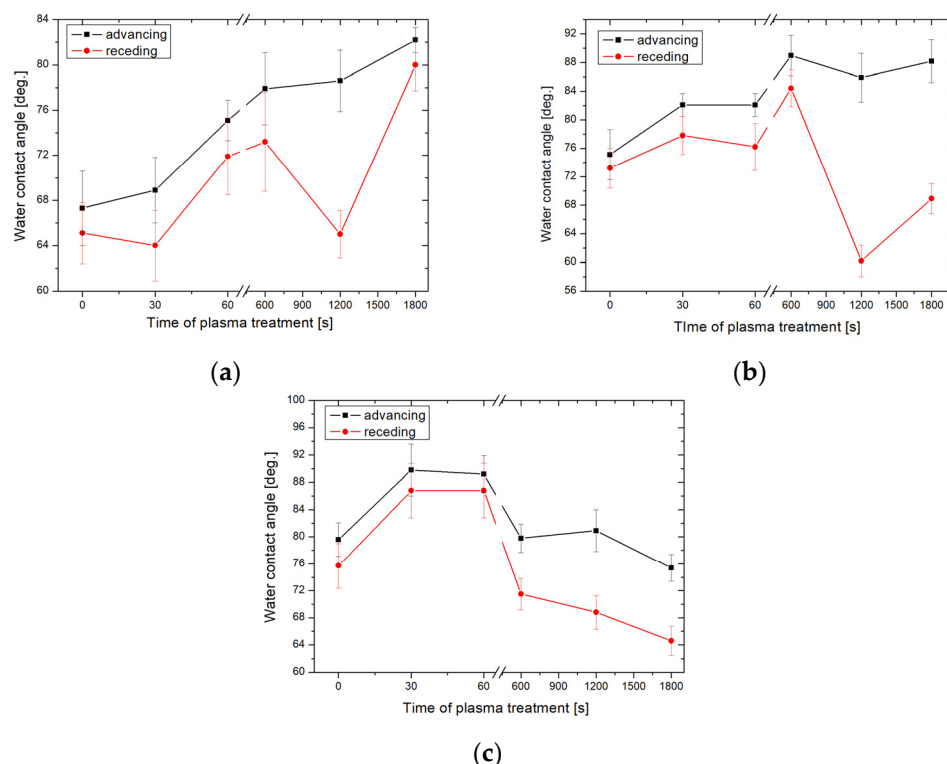 84
80
76
72
68
64
60
Water contact angle [deg.]
advancing
receding
0 30 60 600 900 1200 1500 1800
Time of plasma treatment [s]
(a)
92
88
84
80
76
72
68
64
60
56
Water contact angle [deg.]
advancing
receding
0 30 60 600 900 1200 1500 1800
TIme of plasma treatment [s]
(b)
100
96
92
88
84
80
76
72
68
64
60
Water contact angle [deg.]
advancing
receding
0 30 60 600 900 1200 1500 1800
Time of plasma treatment [s]
(c)